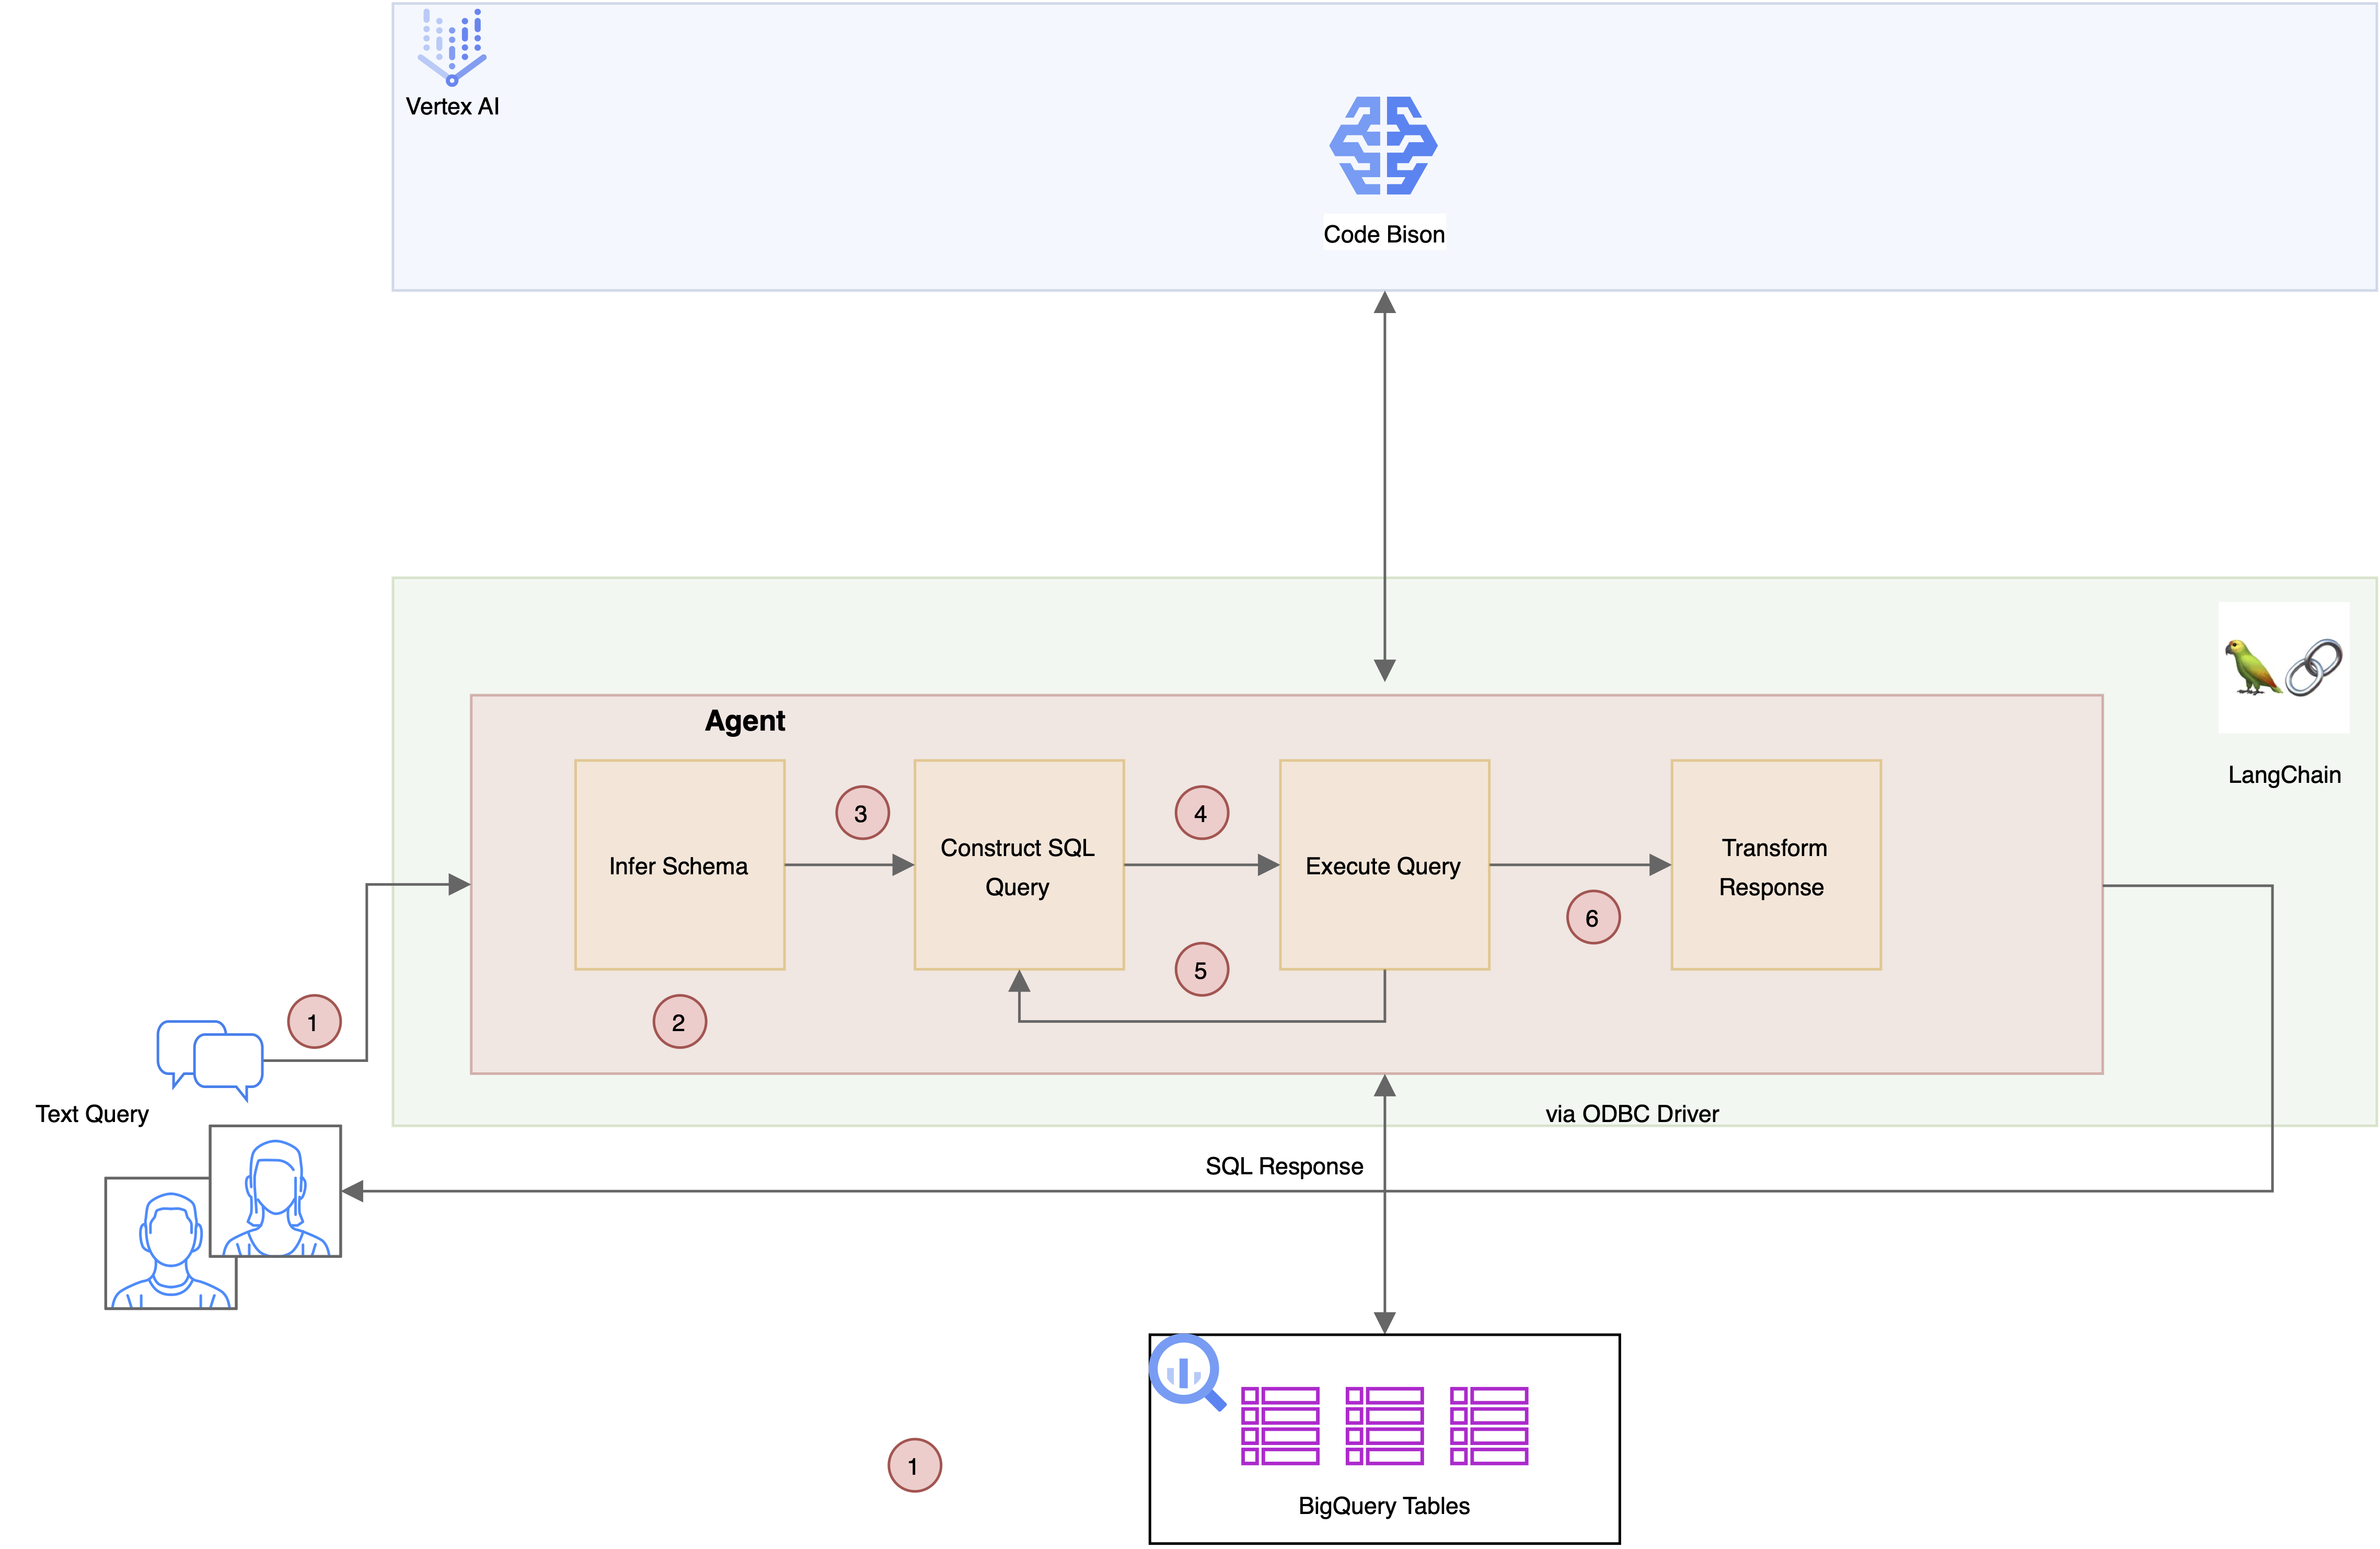 Vertex AI
Code Bison
LangChain
Agent
Infer Schema
3
Construct SQL
Query
4
Execute Query
Transform
Response
6
5
2
1
Text Query
via ODBC Driver
SQL Response
1
BigQuery Tables